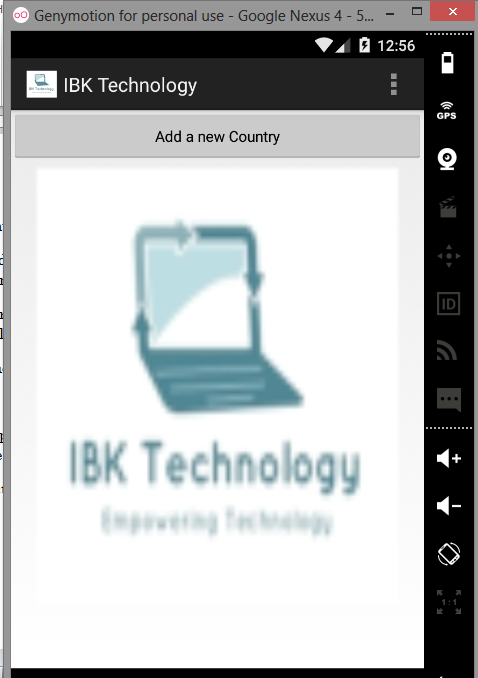 Genymotion for personal use - Google Nexus 4 - 5...
12:56
IBK Technology
Add a new Country
IBK Technology
Empowering Technology
GPS
ID
1:1